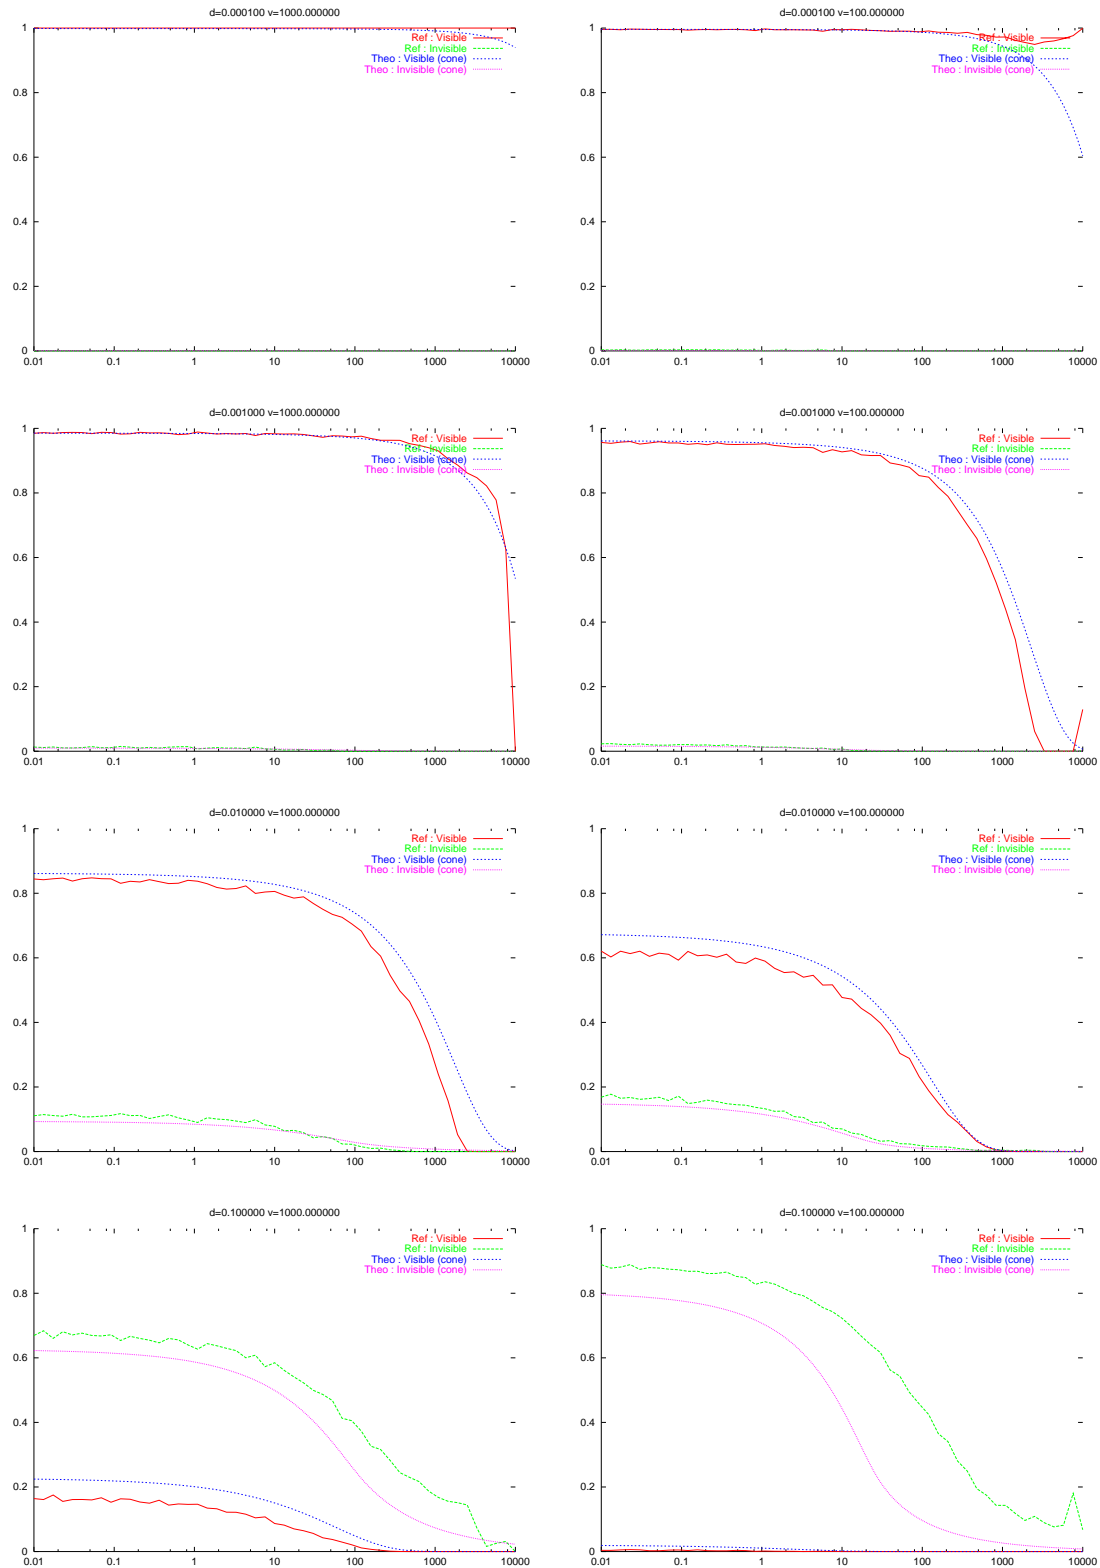 d=0.000100 v=1000.000000
1
Ref : Visible
Ref : Invisible
Theo : Visible (cone)
Theo : Invisible (cone)
0.8
0.6
0.4
0.2
0
0.01 0.1 1 10 100 1000 10000
d=0.000100 v=100.000000
1
Ref : Visible
Ref : Invisible
Theo : Visible (cone)
Theo : Invisible (cone)
0.8
0.6
0.4
0.2
0
0.01 0.1 1 10 100 1000 10000
d=0.001000 v=1000.000000
1
Ref : Visible
Ref : Invisible
Theo : Visible (cone)
Theo : Invisible (cone)
0.8
0.6
0.4
0.2
0
0.01 0.1 1 10 100 1000 10000
d=0.001000 v=100.000000
1
Ref : Visible
Ref : Invisible
Theo : Visible (cone)
Theo : Invisible (cone)
0.8
0.6
0.4
0.2
0
0.01 0.1 1 10 100 1000 10000
d=0.010000 v=1000.000000
1
Ref : Visible
Ref : Invisible
Theo : Visible (cone)
Theo : Invisible (cone)
0.8
0.6
0.4
0.2
0
0.01 0.1 1 10 100 1000 10000
d=0.010000 v=100.000000
1
Ref : Visible
Ref : Invisible
Theo : Visible (cone)
Theo : Invisible (cone)
0.8
0.6
0.4
0.2
0
0.01 0.1 1 10 100 1000 10000
d=0.100000 v=1000.000000
1
Ref : Visible
Ref : Invisible
Theo : Visible (cone)
Theo : Invisible (cone)
0.8
0.6
0.4
0.2
0
0.01 0.1 1 10 100 1000 10000
d=0.100000 v=100.000000
1
Ref : Visible
Ref : Invisible
Theo : Visible (cone)
Theo : Invisible (cone)
0.8
0.6
0.4
0.2
0
0.01 0.1 1 10 100 1000 10000